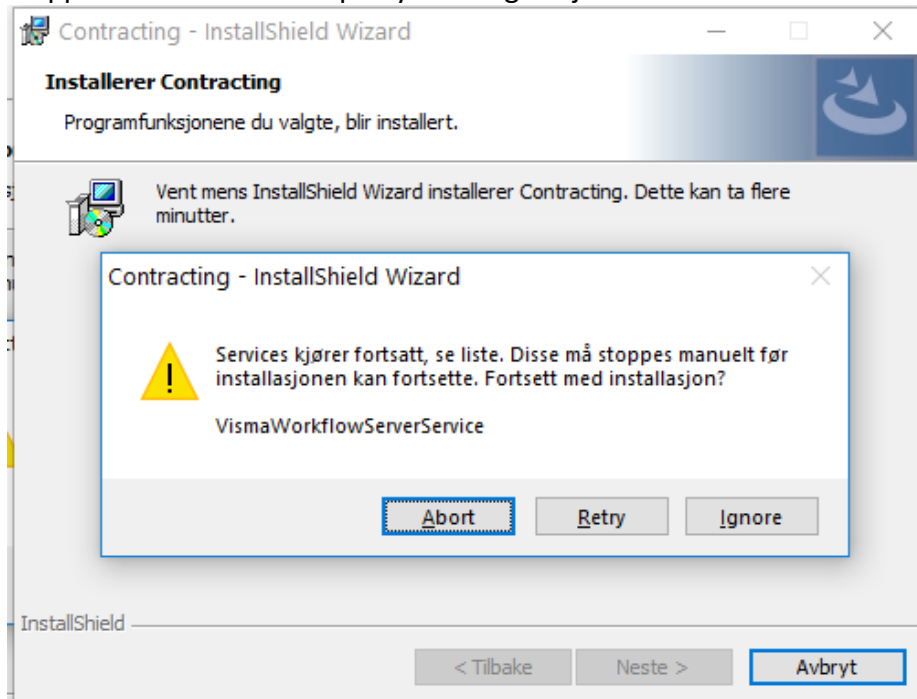 Contracting - InstallShield Wizard
Installerer Contracting
Programfunksjonene du valgte, blir installert.
Vent mens InstallShield Wizard installerer Contracting. Dette kan ta flere
minutter.
Contracting - InstallShield Wizard
Services kjører fortsatt, se liste. Disse må stoppes manuelt før
installasjonen kan fortsette. Fortsett med installasjon?
VismaWorkflowServerService
Abort Retry Ignore
InstallShield
< Tilbake Neste > Avbryt